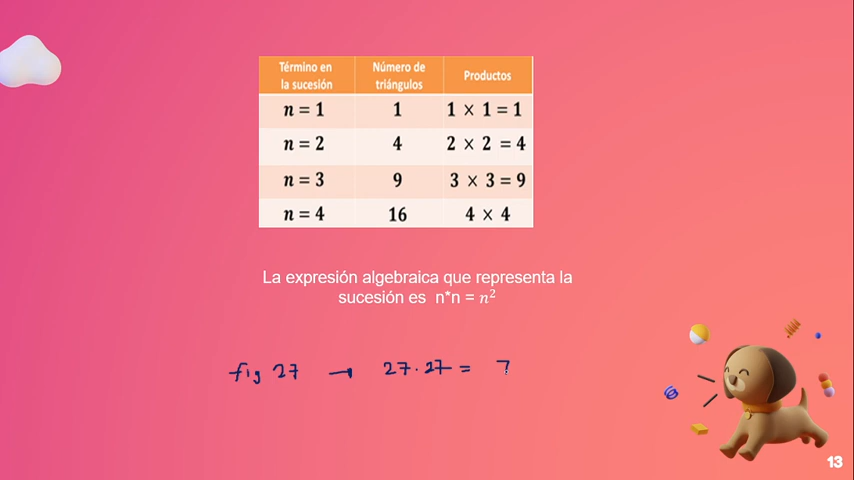 Término en la sucesión Número de triángulos Productos
n = 1 1 1 × 1 = 1
n = 2 4 2 × 2 = 4
n = 3 9 3 × 3 = 9
n = 4 16 4 × 4
La expresión algebraica que representa la
sucesión es n*n = n²
fig 27 → 27 · 27 = 7
13